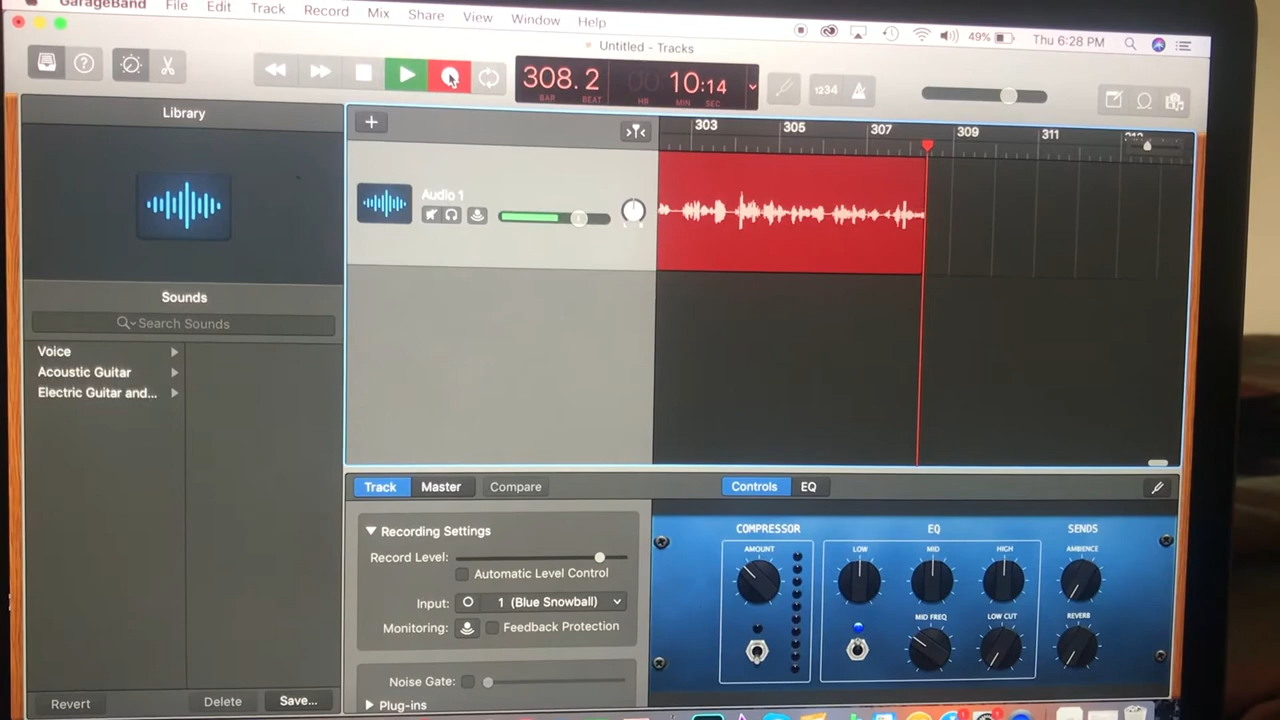 GarageBand File Edit Track Record Mix Share View Window Help
49% Thu 6:28 PM
Untitled - Tracks
308.2 00 10:14
BAR BEAT HR MIN SEC
1234
Library
303 305 307 309 311
Audio 1
Sounds
Search Sounds
Voice
Acoustic Guitar
Electric Guitar and...
Track Master Compare
Controls EQ
Recording Settings
Record Level:
Automatic Level Control
Input: 1 (Blue Snowball)
Monitoring: Feedback Protection
Noise Gate:
Plug-ins
COMPRESSOR EQ SENDS
AMOUNT LOW MID HIGH AMBIENCE
MID FREQ LOW CUT REVERB
Revert Delete Save...